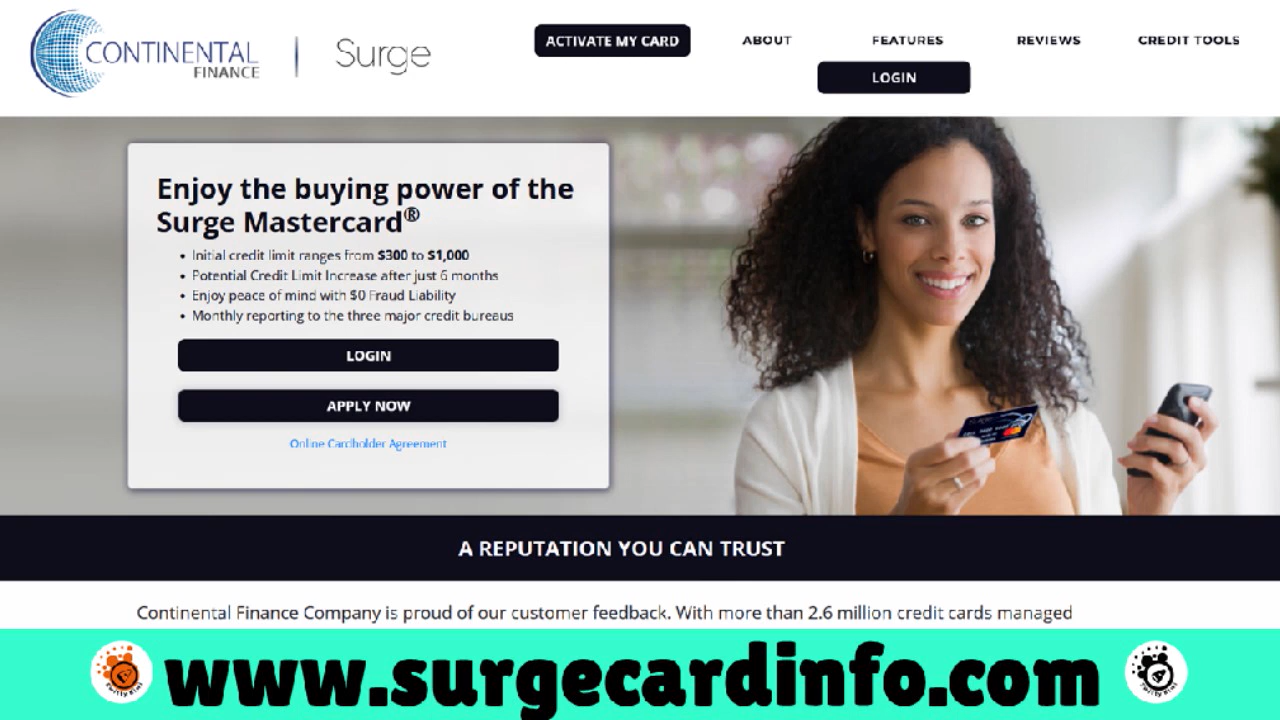 CONTINENTAL
FINANCE
Surge
ACTIVATE MY CARD
ABOUT
FEATURES
REVIEWS
CREDIT TOOLS
LOGIN
Enjoy the buying power of the
Surge Mastercard®
• Initial credit limit ranges from $300 to $1,000
• Potential Credit Limit Increase after just 6 months
• Enjoy peace of mind with $0 Fraud Liability
• Monthly reporting to the three major credit bureaus
LOGIN
APPLY NOW
Online Cardholder Agreement
A REPUTATION YOU CAN TRUST
Continental Finance Company is proud of our customer feedback. With more than 2.6 million credit cards managed
www.surgecardinfo.com